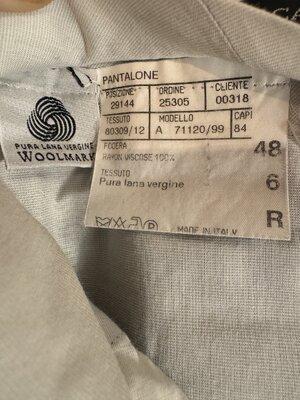 PURA LANA VERGINE
WOOLMARK
PANTALONE
POSIZIONE ORDINE CLIENTE
29144 25305 00318
TESSUTO MODELLO CAPI
80309/12 A 71120/99 84
FODERA 48
RAYON VISCOSE 100%
TESSUTO 6
Pura lana vergine
R
MADE IN ITALY